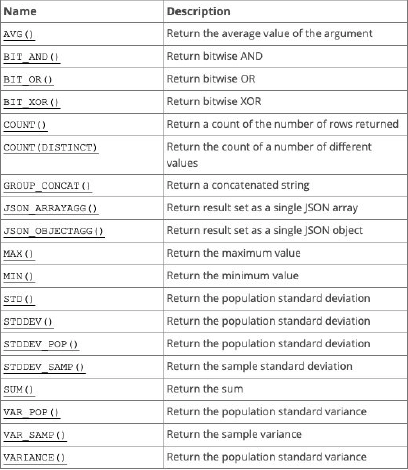 Name Description
AVG() Return the average value of the argument
BIT_AND() Return bitwise AND
BIT_OR() Return bitwise OR
BIT_XOR() Return bitwise XOR
COUNT() Return a count of the number of rows returned
COUNT(DISTINCT) Return the count of a number of different
values
GROUP_CONCAT() Return a concatenated string
JSON_ARRAYAGG() Return result set as a single JSON array
JSON_OBJECTAGG() Return result set as a single JSON object
MAX() Return the maximum value
MIN() Return the minimum value
STD() Return the population standard deviation
STDDEV() Return the population standard deviation
STDDEV_POP() Return the population standard deviation
STDDEV_SAMP() Return the sample standard deviation
SUM() Return the sum
VAR_POP() Return the population standard variance
VAR_SAMP() Return the sample variance
VARIANCE() Return the population standard variance